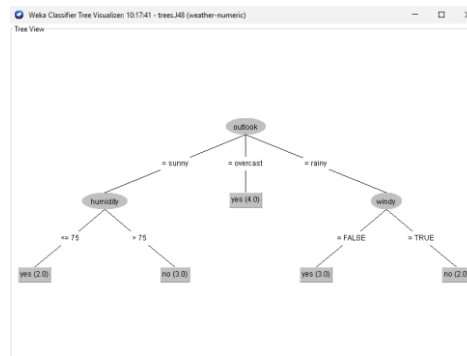 Weka Classifier Tree Visualizer: 10:17:41 - trees.J48 (weather-numeric)
Tree View
outlook
= sunny = overcast = rainy
humidity yes (4.0) windy
<= 75 > 75 = FALSE = TRUE
yes (2.0) no (3.0) yes (3.0) no (2.0